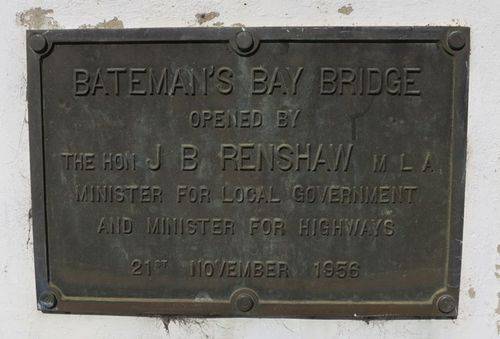 BATEMAN'S BAY BRIDGE
OPENED BY
THE HON J B RENSHAW M L A
MINISTER FOR LOCAL GOVERNMENT
AND MINISTER FOR HIGHWAYS
21ST NOVEMBER 1956